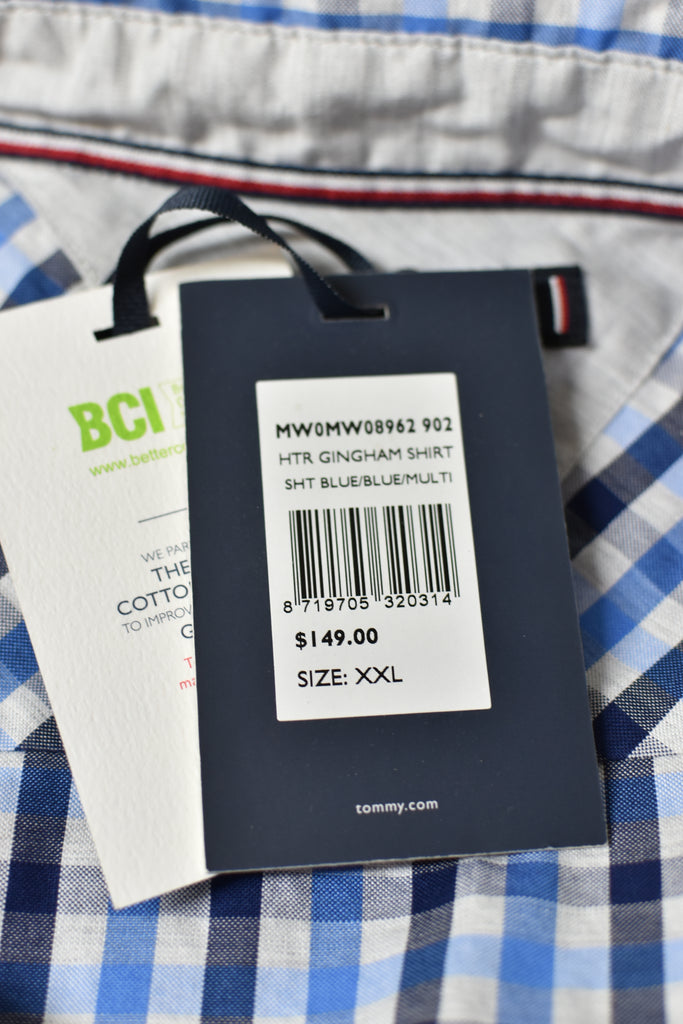 MW0MW08962 902
HTR GINGHAM SHIRT
SHT BLUE/BLUE/MULTI
8 719705 320314
$149.00
SIZE: XXL
tommy.com
BCI
www.bettero
WE PAR
THE
COTTO
TO IMPROV
G
T
ma